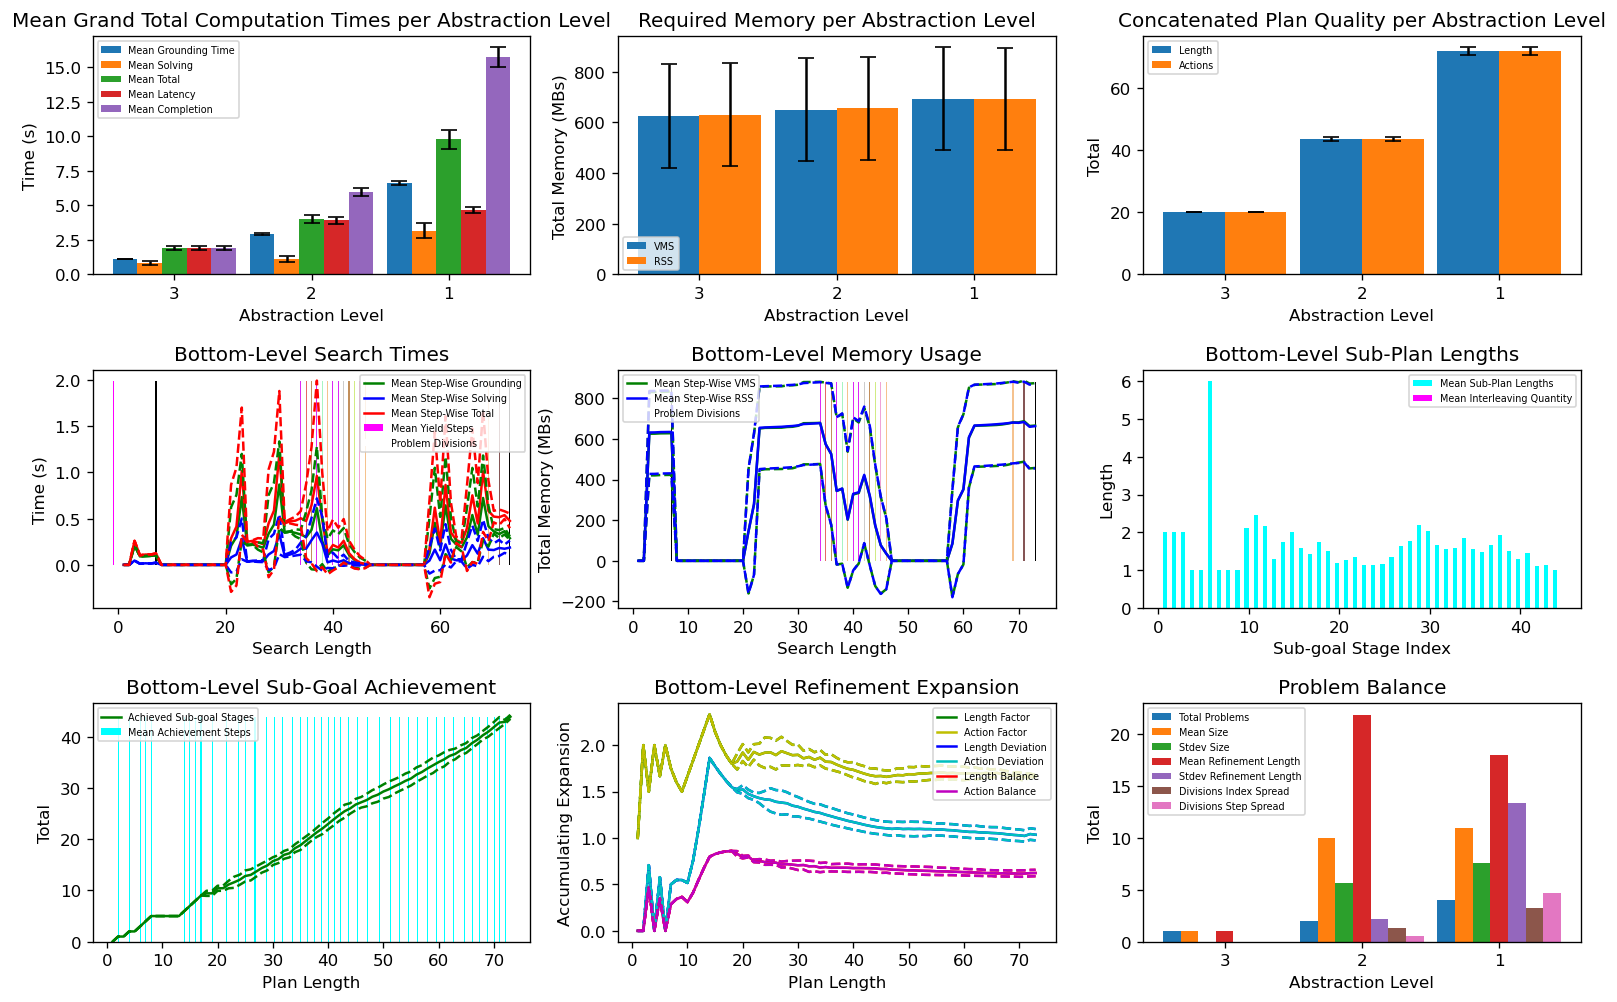 Mean Grand Total Computation Times per Abstraction Level
Time (s)
15.0
12.5
10.0
7.5
5.0
2.5
0.0
Mean Grounding Time
Mean Solving
Mean Total
Mean Latency
Mean Completion
3 2 1
Abstraction Level
Required Memory per Abstraction Level
Total Memory (MBs)
800
600
400
200
0
VMS
RSS
3 2 1
Abstraction Level
Concatenated Plan Quality per Abstraction Level
Total
60
40
20
0
Length
Actions
3 2 1
Abstraction Level
Bottom-Level Search Times
Time (s)
2.0
1.5
1.0
0.5
0.0
Mean Step-Wise Grounding
Mean Step-Wise Solving
Mean Step-Wise Total
Mean Yield Steps
Problem Divisions
0 20 40 60
Search Length
Bottom-Level Memory Usage
Total Memory (MBs)
800
600
400
200
0
−200
Mean Step-Wise VMS
Mean Step-Wise RSS
Problem Divisions
0 10 20 30 40 50 60 70
Search Length
Bottom-Level Sub-Plan Lengths
Length
6
5
4
3
2
1
0
Mean Sub-Plan Lengths
Mean Interleaving Quantity
0 10 20 30 40
Sub-goal Stage Index
Bottom-Level Sub-Goal Achievement
Total
40
30
20
10
0
Achieved Sub-goal Stages
Mean Achievement Steps
0 10 20 30 40 50 60 70
Plan Length
Bottom-Level Refinement Expansion
Accumulating Expansion
2.0
1.5
1.0
0.5
0.0
Length Factor
Action Factor
Length Deviation
Action Deviation
Length Balance
Action Balance
0 10 20 30 40 50 60 70
Plan Length
Problem Balance
Total
20
15
10
5
0
Total Problems
Mean Size
Stdev Size
Mean Refinement Length
Stdev Refinement Length
Divisions Index Spread
Divisions Step Spread
3 2 1
Abstraction Level